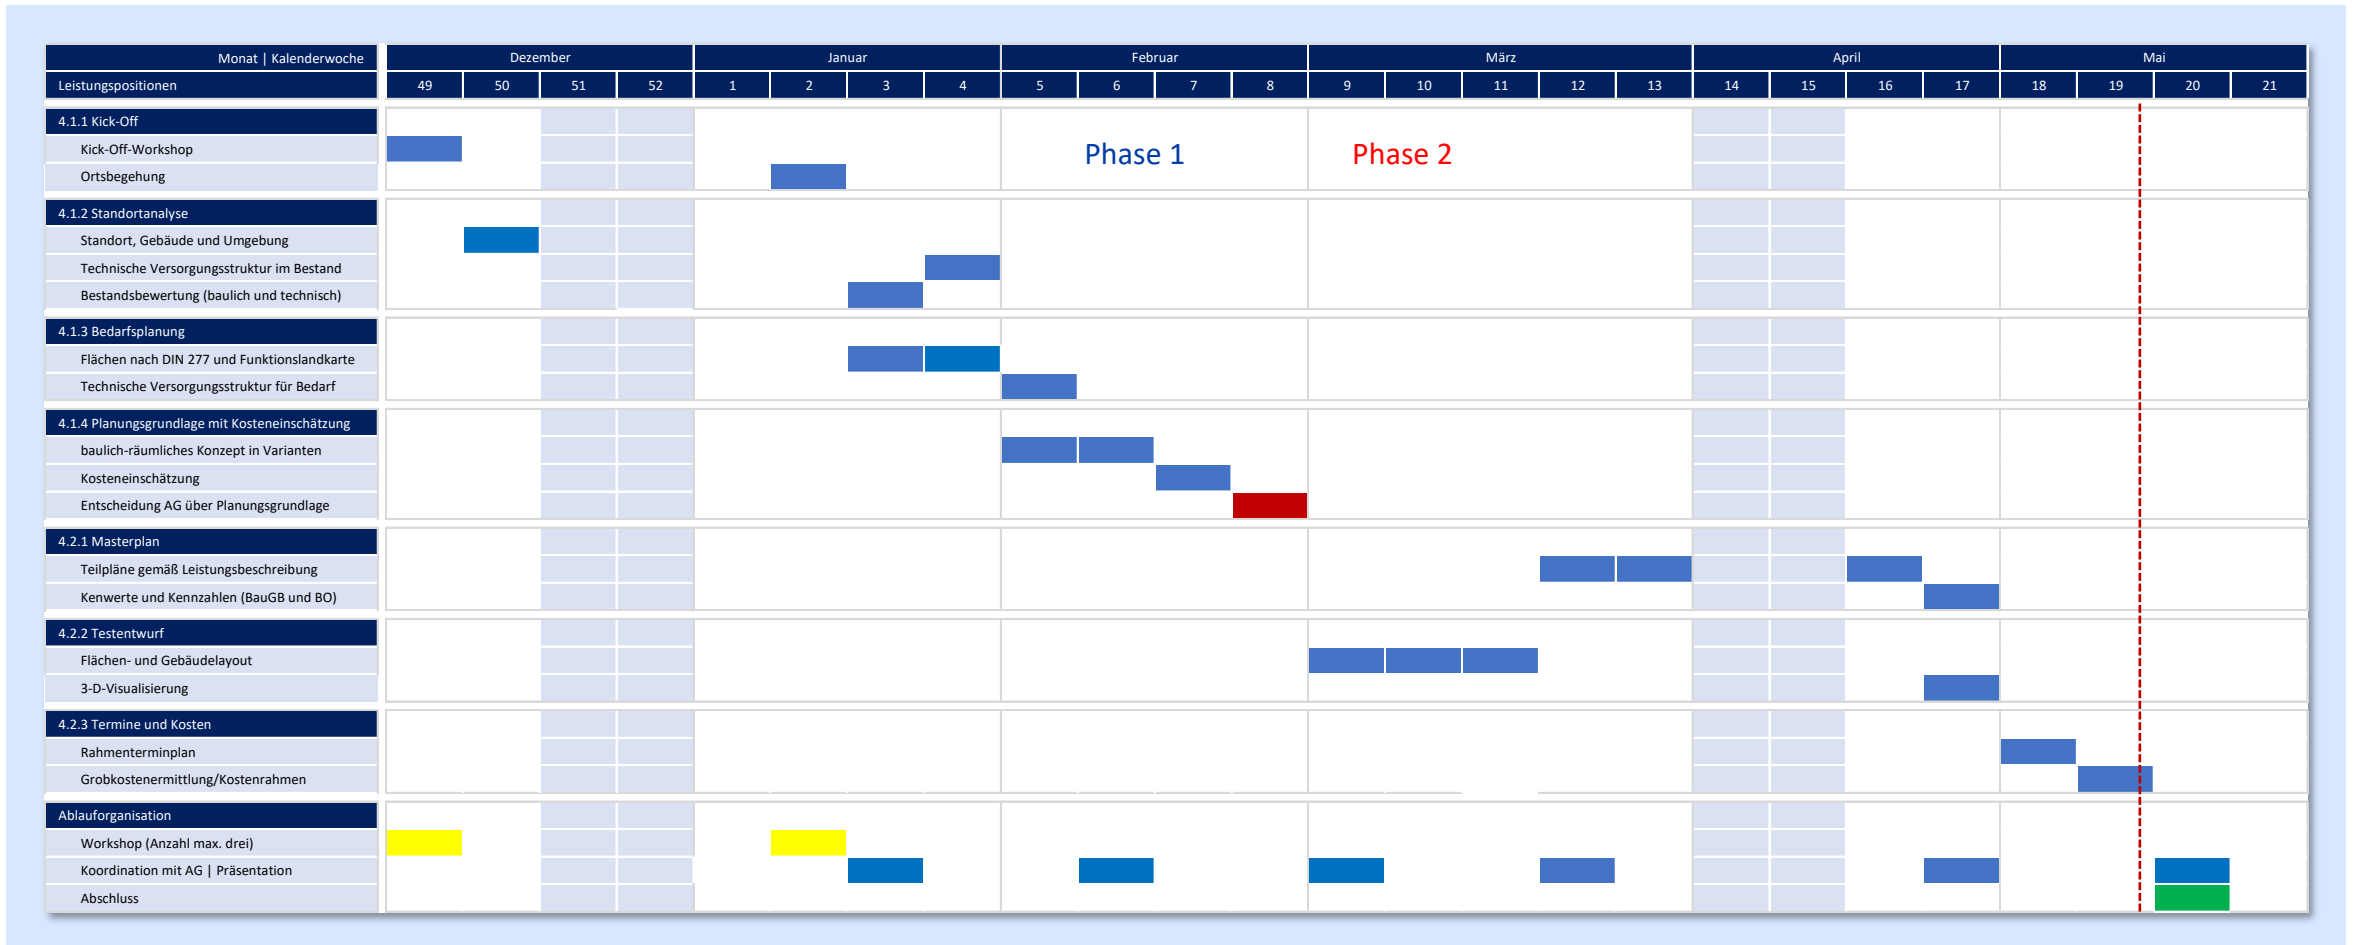 Monat | Kalenderwoche Dezember Januar Februar März April Mai
Leistungspositionen 49 50 51 52 1 2 3 4 5 6 7 8 9 10 11 12 13 14 15 16 17 18 19 20 21
4.1.1 Kick-Off
Kick-Off-Workshop Phase 1 Phase 2
Ortsbegehung
4.1.2 Standortanalyse
Standort, Gebäude und Umgebung
Technische Versorgungsstruktur im Bestand
Bestandsbewertung (baulich und technisch)
4.1.3 Bedarfsplanung
Flächen nach DIN 277 und Funktionslandkarte
Technische Versorgungsstruktur für Bedarf
4.1.4 Planungsgrundlage mit Kosteneinschätzung
baulich-räumliches Konzept in Varianten
Kosteneinschätzung
Entscheidung AG über Planungsgrundlage
4.2.1 Masterplan
Teilpläne gemäß Leistungsbeschreibung
Kenwerte und Kennzahlen (BauGB und BO)
4.2.2 Testentwurf
Flächen- und Gebäudelayout
3-D-Visualisierung
4.2.3 Termine und Kosten
Rahmenterminplan
Grobkostenermittlung/Kostenrahmen
Ablauforganisation
Workshop (Anzahl max. drei)
Koordination mit AG | Präsentation
Abschluss